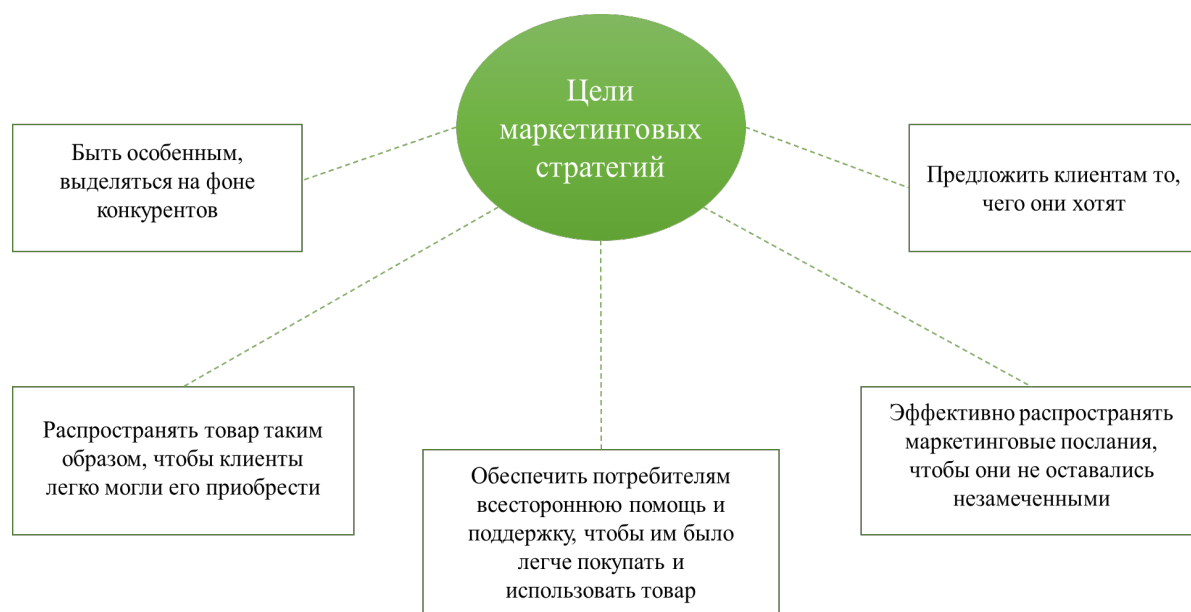 Цели
маркетинговых
стратегий
Быть особенным,
выделяться на фоне
конкурентов
Предложить клиентам то,
чего они хотят
Распространять товар таким
образом, чтобы клиенты
легко могли его приобрести
Обеспечить потребителям
всестороннюю помощь и
поддержку, чтобы им было
легче покупать и
использовать товар
Эффективно распространять
маркетинговые послания,
чтобы они не оставались
незамеченными